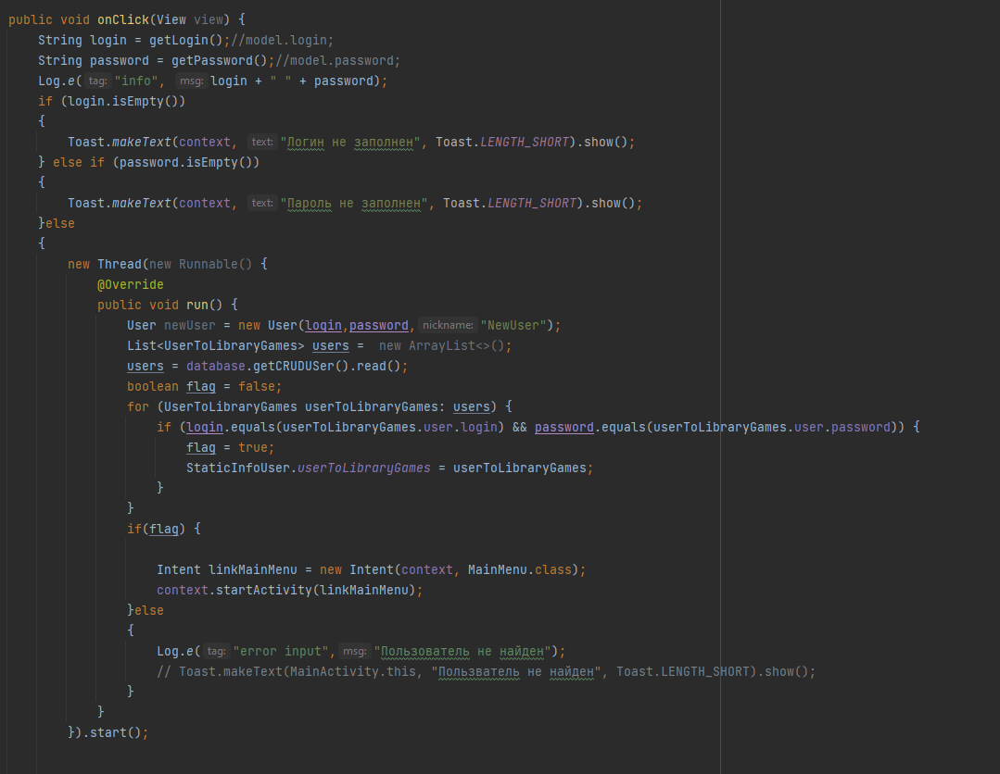 public void onClick(View view) {
String login = getLogin();//model.login;
String password = getPassword();//model.password;
Log.e( tag: "info", msg: login + " " + password);
if (login.isEmpty())
{
Toast.makeText(context, text: "Логин не заполнен", Toast.LENGTH_SHORT).show();
} else if (password.isEmpty())
{
Toast.makeText(context, text: "Пароль не заполнен", Toast.LENGTH_SHORT).show();
}else
{
new Thread(new Runnable() {
@Override
public void run() {
User newUser = new User(login,password, nickname: "NewUser");
List<UserToLibraryGames> users =  new ArrayList<>();
users = database.getCRUDUSer().read();
boolean flag = false;
for (UserToLibraryGames userToLibraryGames: users) {
if (login.equals(userToLibraryGames.user.login) && password.equals(userToLibraryGames.user.password)) {
flag = true;
StaticInfoUser.userToLibraryGames = userToLibraryGames;
}
}
if(flag) {
Intent linkMainMenu = new Intent(context, MainMenu.class);
context.startActivity(linkMainMenu);
}else
{
Log.e( tag: "error input", msg: "Пользователь не найден");
// Toast.makeText(MainActivity.this, "Ользватель не найден", Toast.LENGTH_SHORT).show();
}
}
}).start();